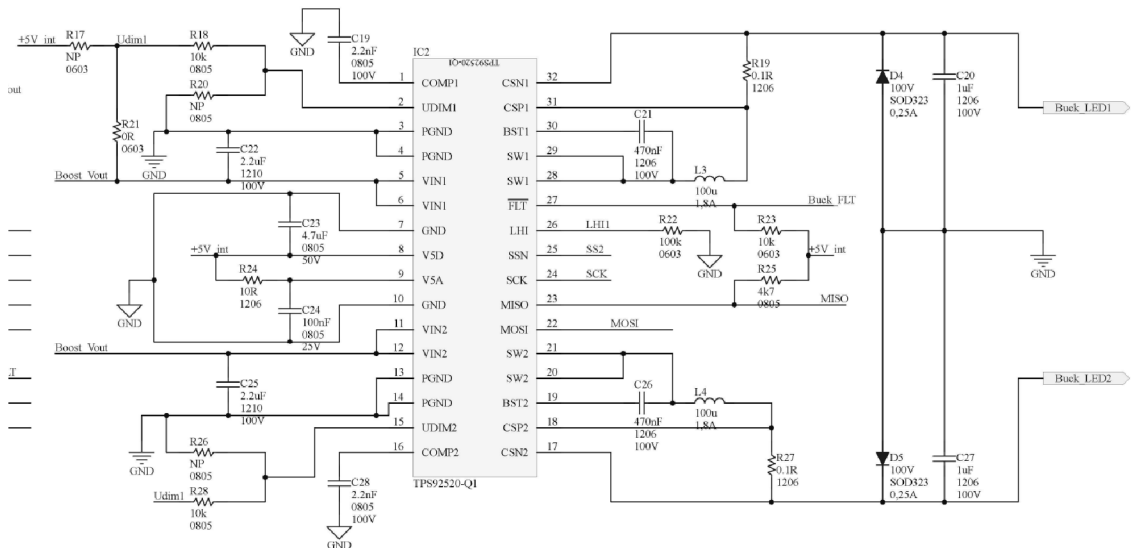 +5V_int
R17
NP
0603
Udim1
R18
10k
0805
R20
NP
0805
R21
0R
0603
GND
GND
C19
2.2nF
0805
100V
IC2
TPS92520-Q1
out
C22
2.2uF
1210
100V
Boost_Vout
C23
4.7uF
0805
50V
+5V_int
R24
10R
1206
GND
C24
100nF
0805
25V
Boost_Vout
LT
C25
2.2uF
1210
100V
GND
R26
NP
0805
Udim1
R28
10k
0805
C28
2.2nF
0805
100V
GND
1 COMP1 CSN1 32
2 UDIM1 CSP1 31
3 PGND BST1 30
4 PGND SW1 29
5 VIN1 SW1 28
6 VIN1 FLT 27
7 GND LHI 26
8 V5D SSN 25
9 V5A SCK 24
10 GND MISO 23
11 VIN2 MOSI 22
12 VIN2 SW2 21
13 PGND SW2 20
14 PGND BST2 19
15 UDIM2 CSP2 18
16 COMP2 CSN2 17
TPS92520-Q1
R19
0.1R
1206
C21
470nF
1206
100V
L3
100u
1,8A
D4
100V
SOD323
0,25A
C20
1uF
1206
100V
Buck_LED1
Buck_FLT
LHI1
R22
100k
0603
GND
R23
10k
0603
+5V_int
SS2
SCK
R25
4k7
0805
MISO
MOSI
GND
C26
470nF
1206
100V
L4
100u
1,8A
R27
0.1R
1206
D5
100V
SOD323
0,25A
C27
1uF
1206
100V
Buck_LED2